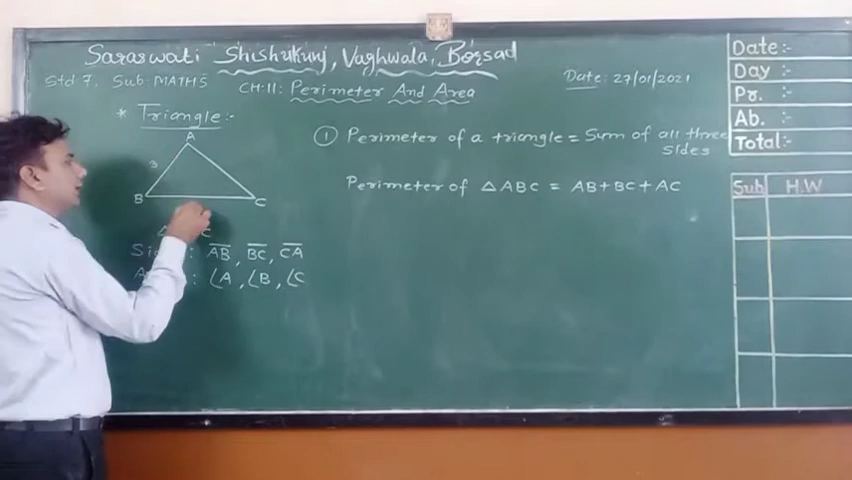 Saraswati Shishukunj, Vaghwala, Borsad
Std 7. Sub: MATHS CH:11: Perimeter And Area Date: 27/01/2021
* Triangle:-
A
3
B C
C
: AB, BC, CA
: ∠A, ∠B, ∠C
① Perimeter of a triangle = Sum of all three
sides
Perimeter of △ABC = AB+BC+AC
Date:-
Day :-
Pr. :-
Ab. :-
Total:-
Sub H.W